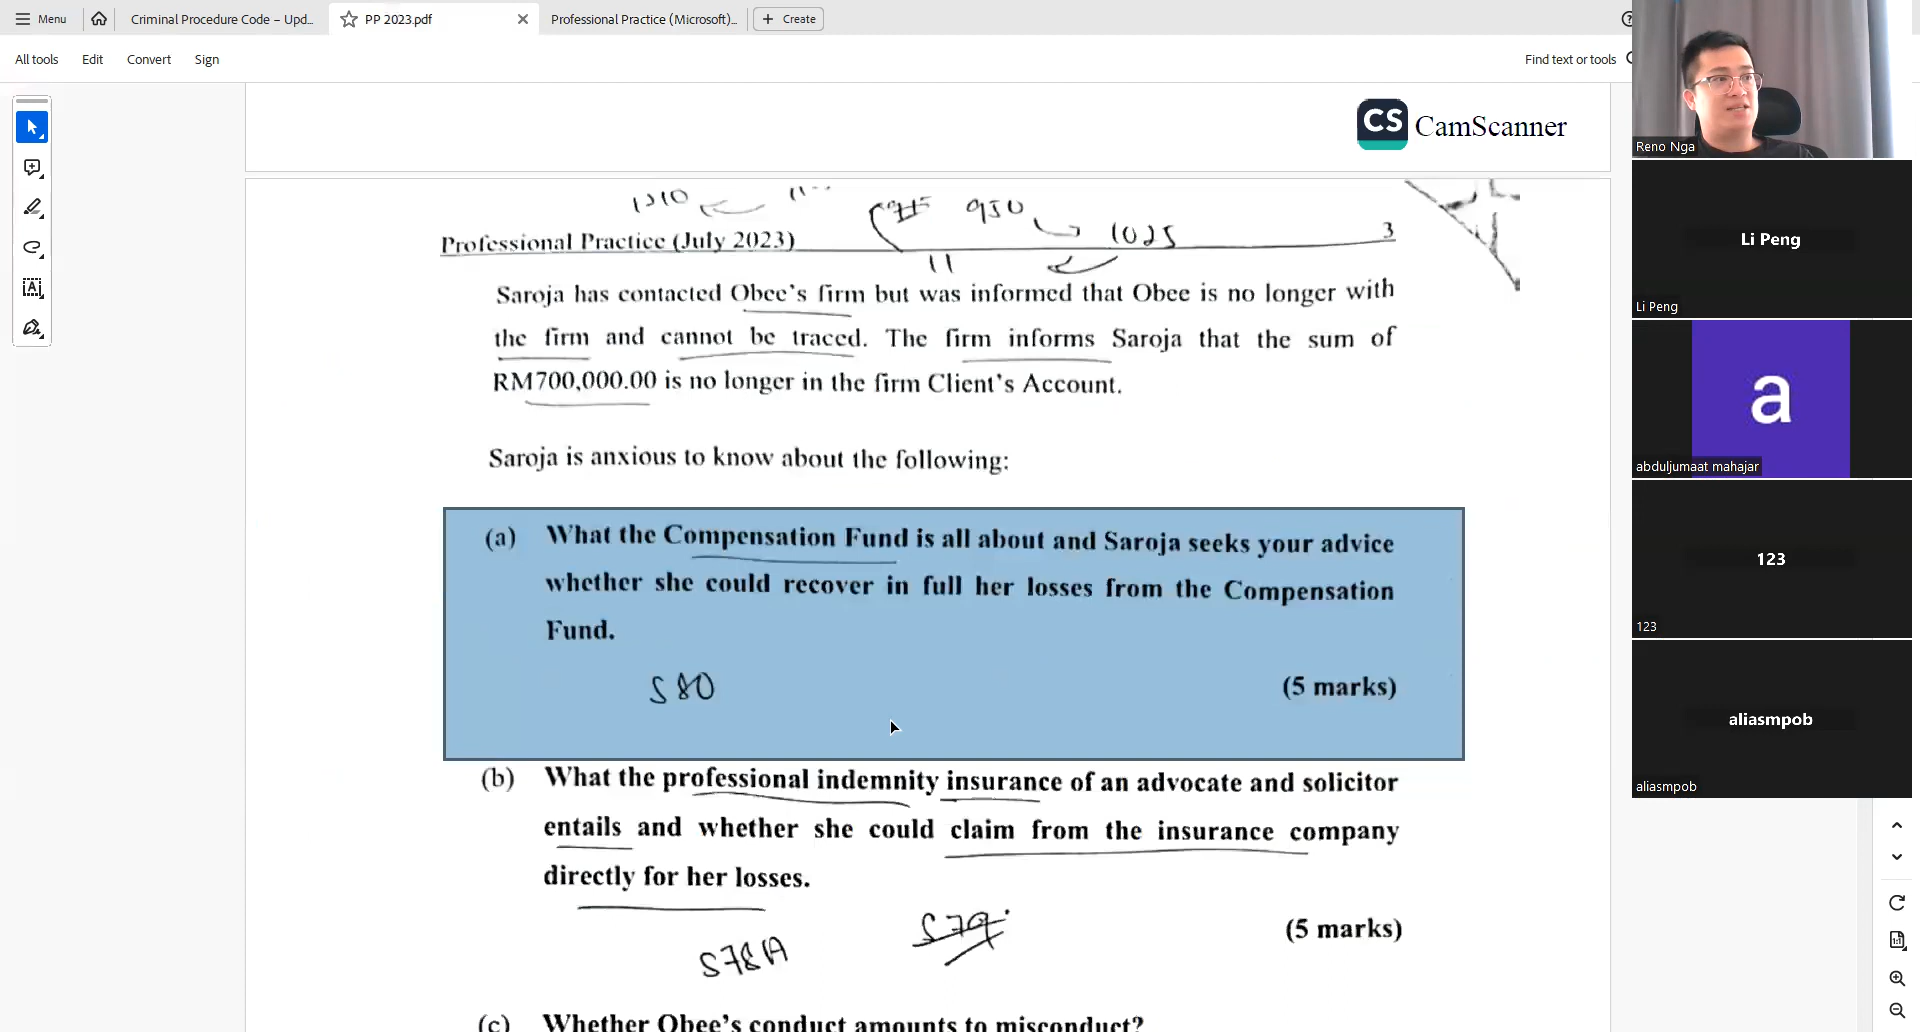 Menu
Criminal Procedure Code – Upd...
PP 2023.pdf
Professional Practice (Microsoft)...
+ Create
All tools
Edit
Convert
Sign
Find text or tools
CS CamScanner
950
1025
Professional Practice (July 2023)
3
11
Saroja has contacted Obee's firm but was informed that Obee is no longer with
the firm and cannot be traced. The firm informs Saroja that the sum of
RM700,000.00 is no longer in the firm Client's Account.
Saroja is anxious to know about the following:
(a) What the Compensation Fund is all about and Saroja seeks your advice
whether she could recover in full her losses from the Compensation
Fund.
S80
(5 marks)
(b) What the professional indemnity insurance of an advocate and solicitor
entails and whether she could claim from the insurance company
directly for her losses.
S79
(5 marks)
S78A
(c) Whether Obee's conduct amounts to misconduct?
Reno Nga
Li Peng
Li Peng
a
abduljumaat mahajar
123
123
aliasmpob
aliasmpob